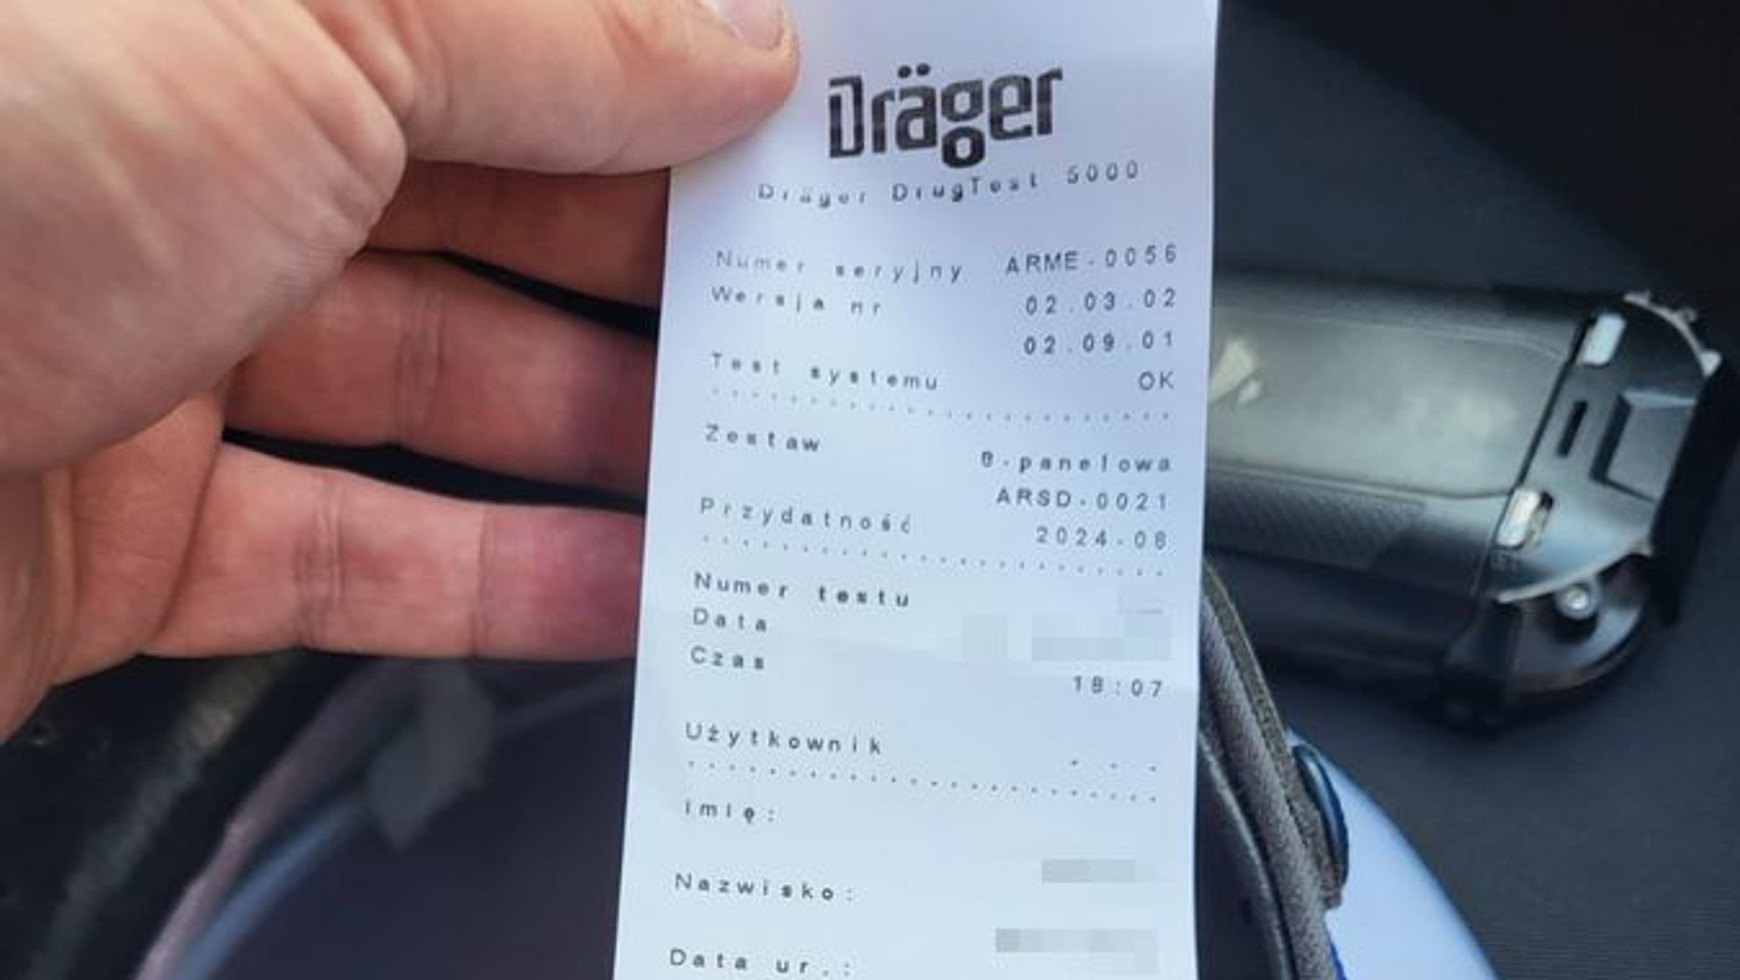 Dräger
Dräger DrugTest 5000
Numer seryjny ARME-0056
Wersja nr 02.03.02
02.09.01
Test systemu OK
Zestaw 8-panelowa
ARSD-0021
Przydatność 2024-08
Numer testu
Data
Czas 18:07
Użytkownik - - -
Imię:
Nazwisko:
Data ur.: